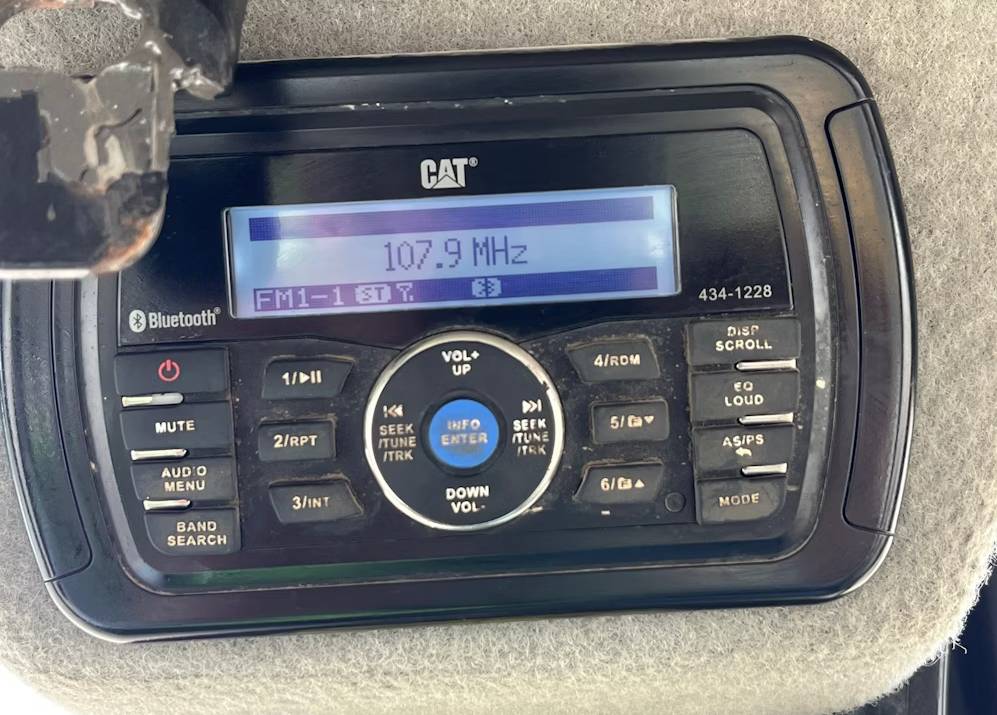 CAT®
107.9 MHz
FM1-1 ST
434-1228
Bluetooth®
MUTE
AUDIO
MENU
BAND
SEARCH
1/
2/RPT
3/INT
VOL+
UP
SEEK
/TUNE
/TRK
INFO
ENTER
SEEK
/TUNE
/TRK
DOWN
VOL-
4/RDM
5/
6/
DISP
SCROLL
EQ
LOUD
AS/PS
MODE